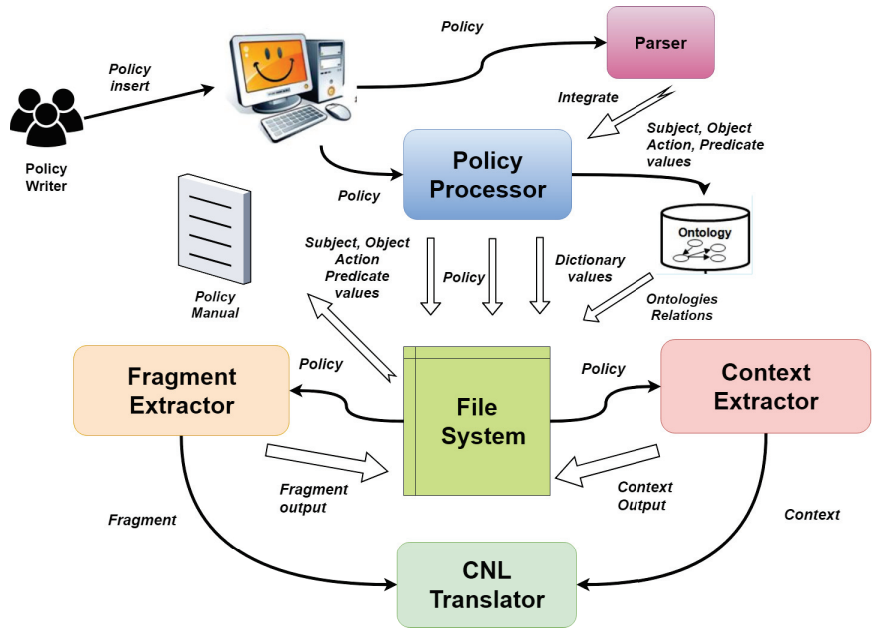 Policy
Parser
Policy
insert
Integrate
Subject, Object
Action, Predicate
values
Policy
Writer
Policy
Processor
Policy
Ontology
Subject, Object
Action
Predicate
values
Policy
Dictionary
values
Policy
Manual
Ontologies
Relations
Fragment
Extractor
Policy
File
System
Policy
Context
Extractor
Fragment
output
Context
Output
Fragment
Context
CNL
Translator